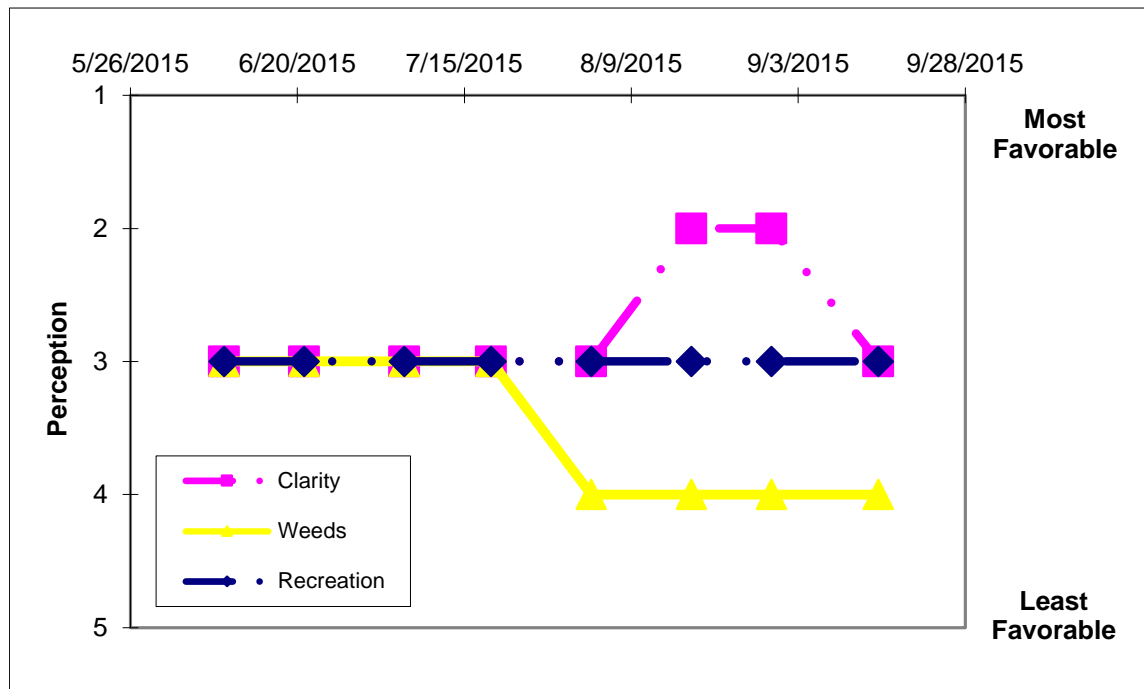 5/26/2015 6/20/2015 7/15/2015 8/9/2015 9/3/2015 9/28/2015
1
Most
Favorable
2
Perception
3
4
Clarity
Weeds
Recreation
Least
Favorable
5